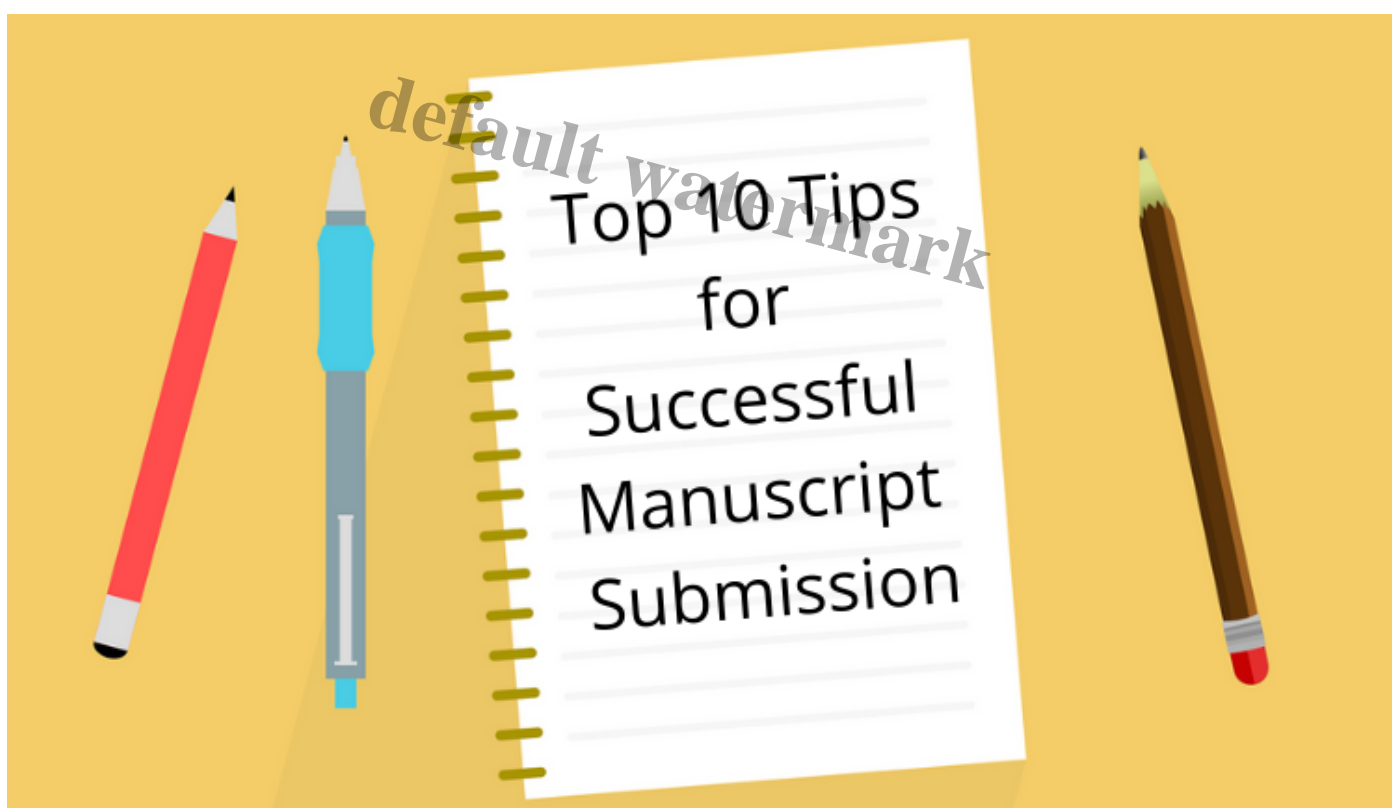 default watermark
Top 10 Tips
for
Successful
Manuscript
Submission